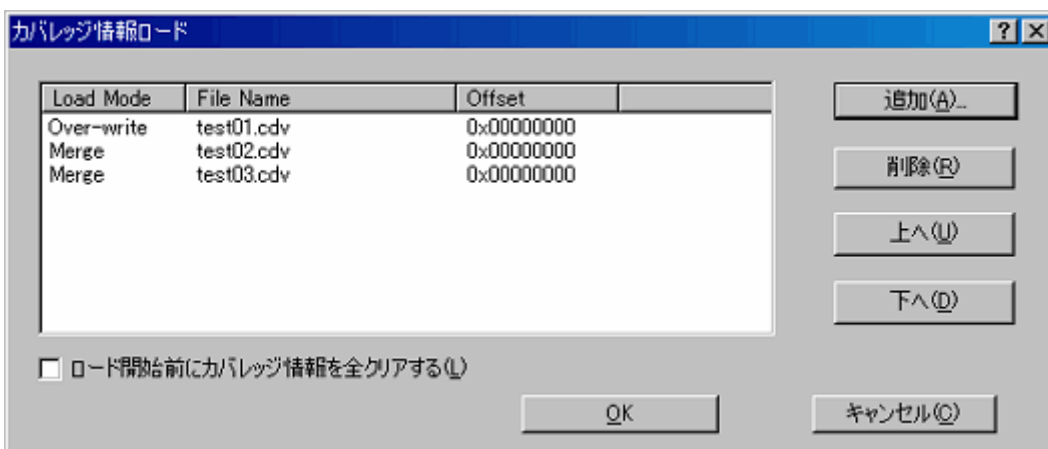 カバレッジ情報ロード
Load Mode File Name Offset
Over-write test01.cdv 0x00000000
Merge test02.cdv 0x00000000
Merge test03.cdv 0x00000000
追加(A)...
削除(R)
上へ(U)
下へ(D)
ロード開始前にカバレッジ情報を全クリアする(L)
OK キャンセル(C)